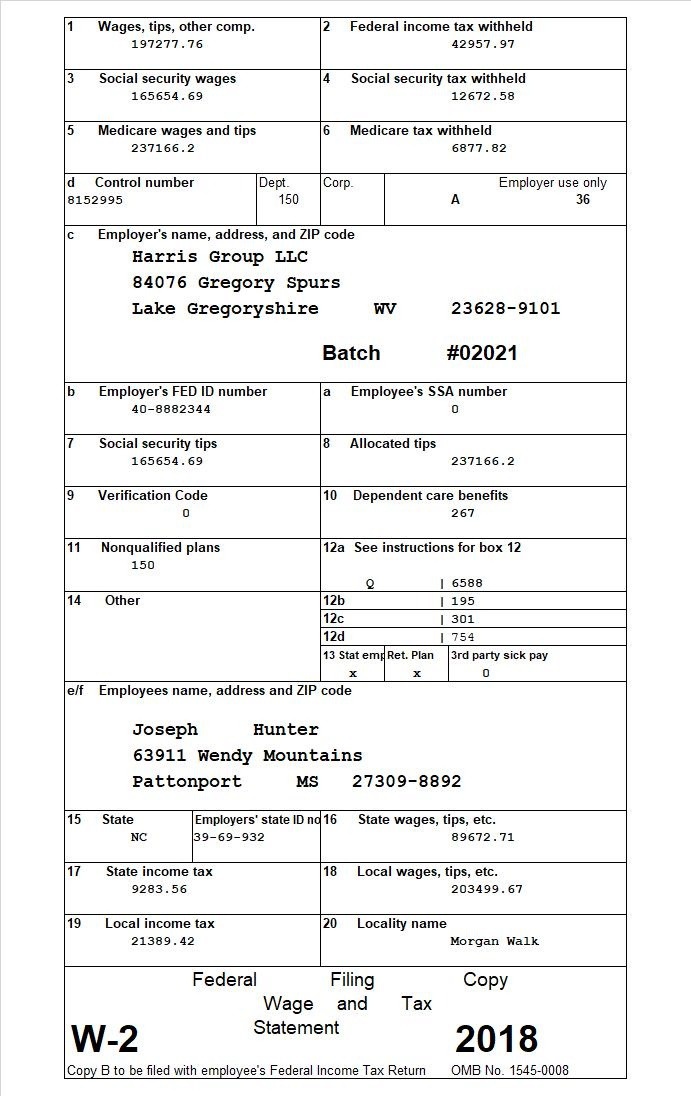 1 Wages, tips, other comp. 2 Federal income tax withheld
197277.76 42957.97
3 Social security wages 4 Social security tax withheld
165654.69 12672.58
5 Medicare wages and tips 6 Medicare tax withheld
237166.2 6877.82
d Control number Dept. Corp. Employer use only
8152995 150 A 36
c Employer's name, address, and ZIP code
Harris Group LLC
84076 Gregory Spurs
Lake Gregoryshire WV 23628-9101
Batch #02021
b Employer's FED ID number a Employee's SSA number
40-8882344 0
7 Social security tips 8 Allocated tips
165654.69 237166.2
9 Verification Code 10 Dependent care benefits
0 267
11 Nonqualified plans 12a See instructions for box 12
150
Q | 6588
14 Other 12b | 195
12c | 301
12d | 754
13 Stat emp Ret. Plan 3rd party sick pay
x x 0
e/f Employees name, address and ZIP code
Joseph Hunter
63911 Wendy Mountains
Pattonport MS 27309-8892
15 State Employers' state ID no 16 State wages, tips, etc.
NC 39-69-932 89672.71
17 State income tax 18 Local wages, tips, etc.
9283.56 203499.67
19 Local income tax 20 Locality name
21389.42 Morgan Walk
Federal Filing Copy
Wage and Tax
Statement
W-2 2018
Copy B to be filed with employee's Federal Income Tax Return OMB No. 1545-0008